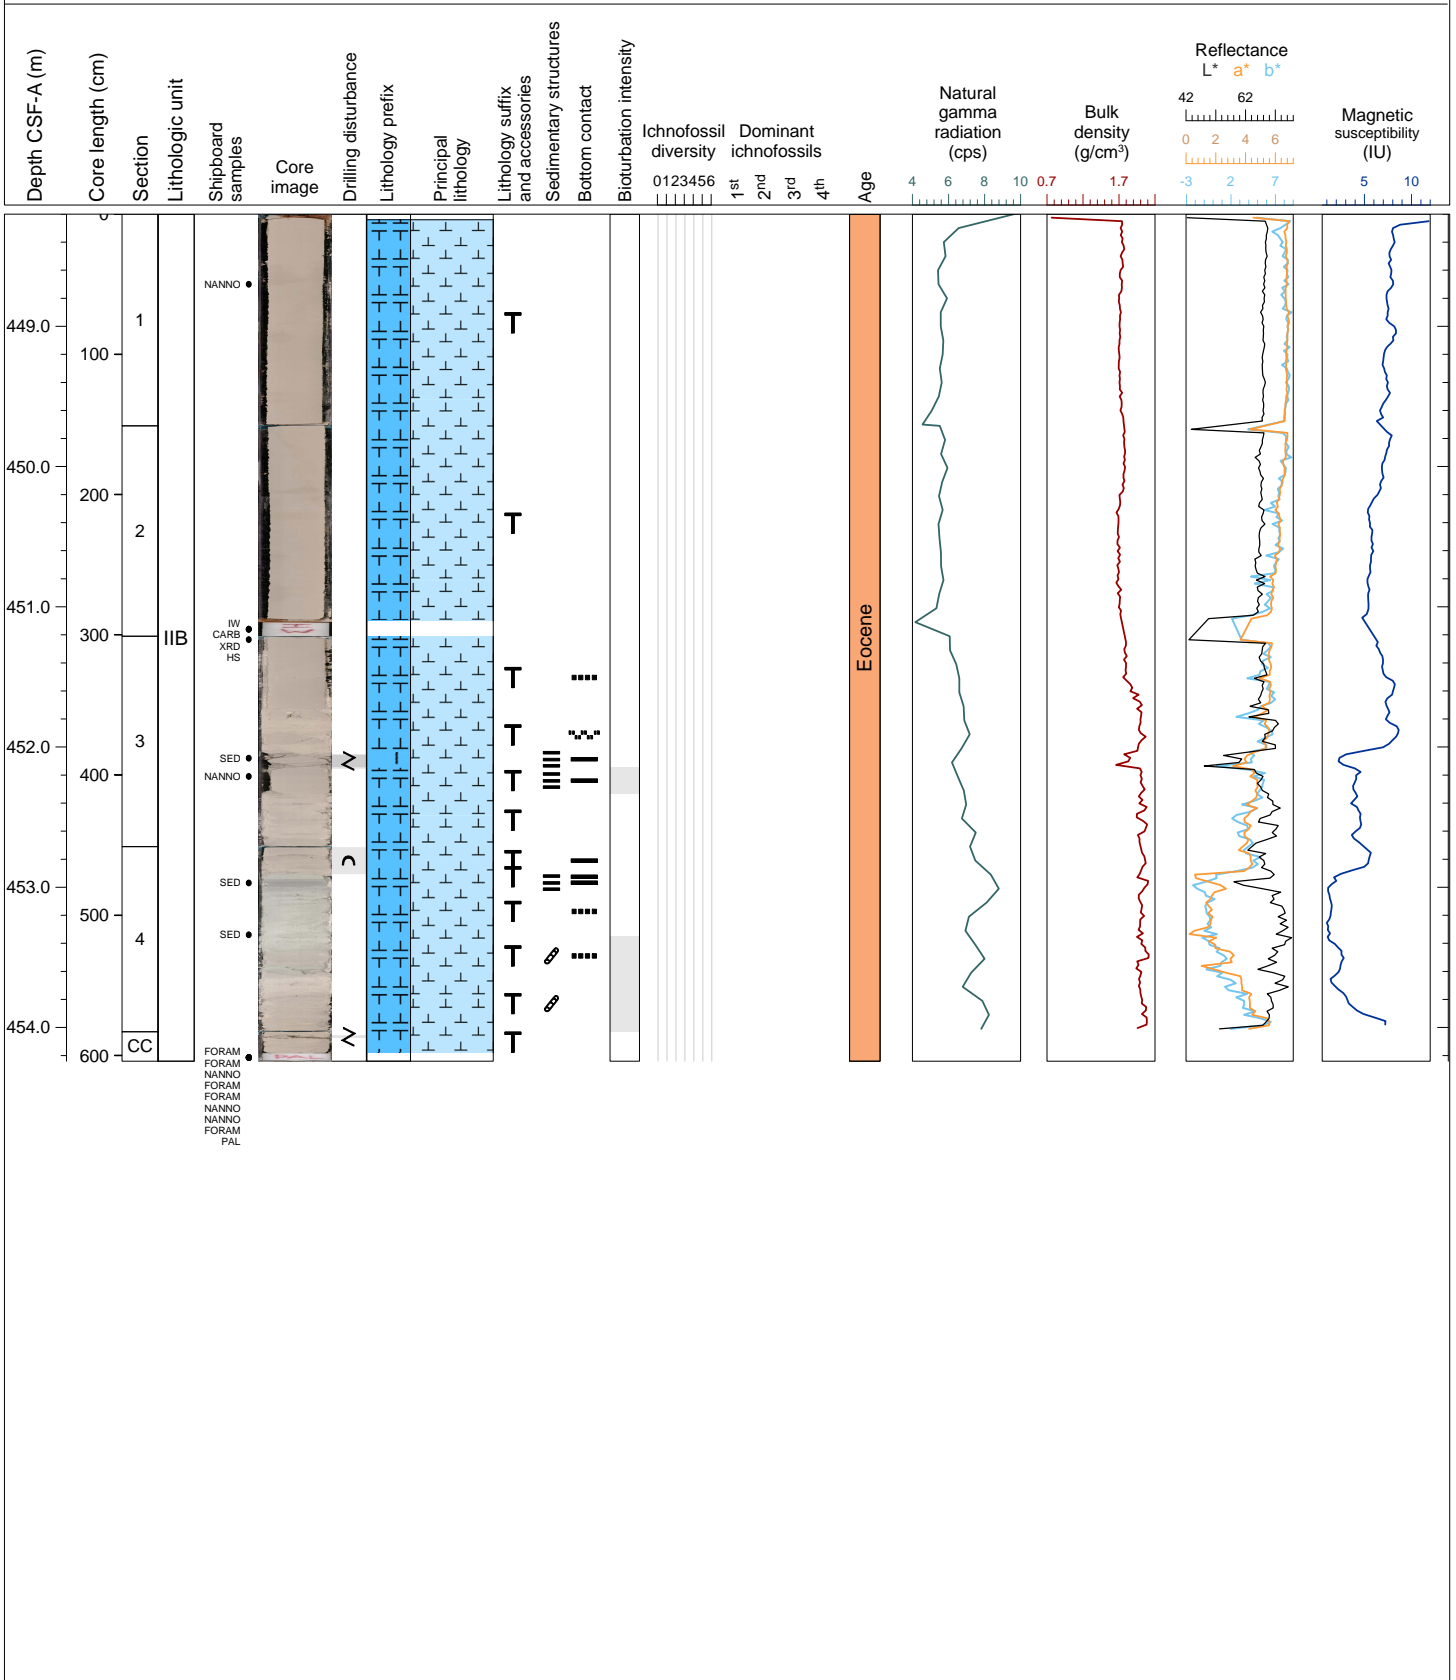 Depth CSF-A (m)
Core length (cm)
Section
Lithologic unit
Shipboard
samples
Core
image
Drilling disturbance
Lithology prefix
Principal
lithology
Lithology suffix
and accessories
Sedimentary structures
Bottom contact
Bioturbation intensity
Ichnofossil
diversity
0123456
Dominant
ichnofossils
1st
2nd
3rd
4th
Age
Natural
gamma
radiation
(cps)
4 6 8 10
Bulk
density
(g/cm³)
0.7 1.7
Reflectance
L* a* b*
42 62
0 2 4 6
-3 2 7
Magnetic
susceptibility
(IU)
5 10
0
NANNO
1
449.0
100
450.0
200
2
451.0
IW
CARB
300
IIB
XRD
HS
Eocene
3
452.0
SED
400
NANNO
453.0
SED
500
SED
4
454.0
CC
600
FORAM
FORAM
NANNO
FORAM
FORAM
NANNO
NANNO
FORAM
PAL